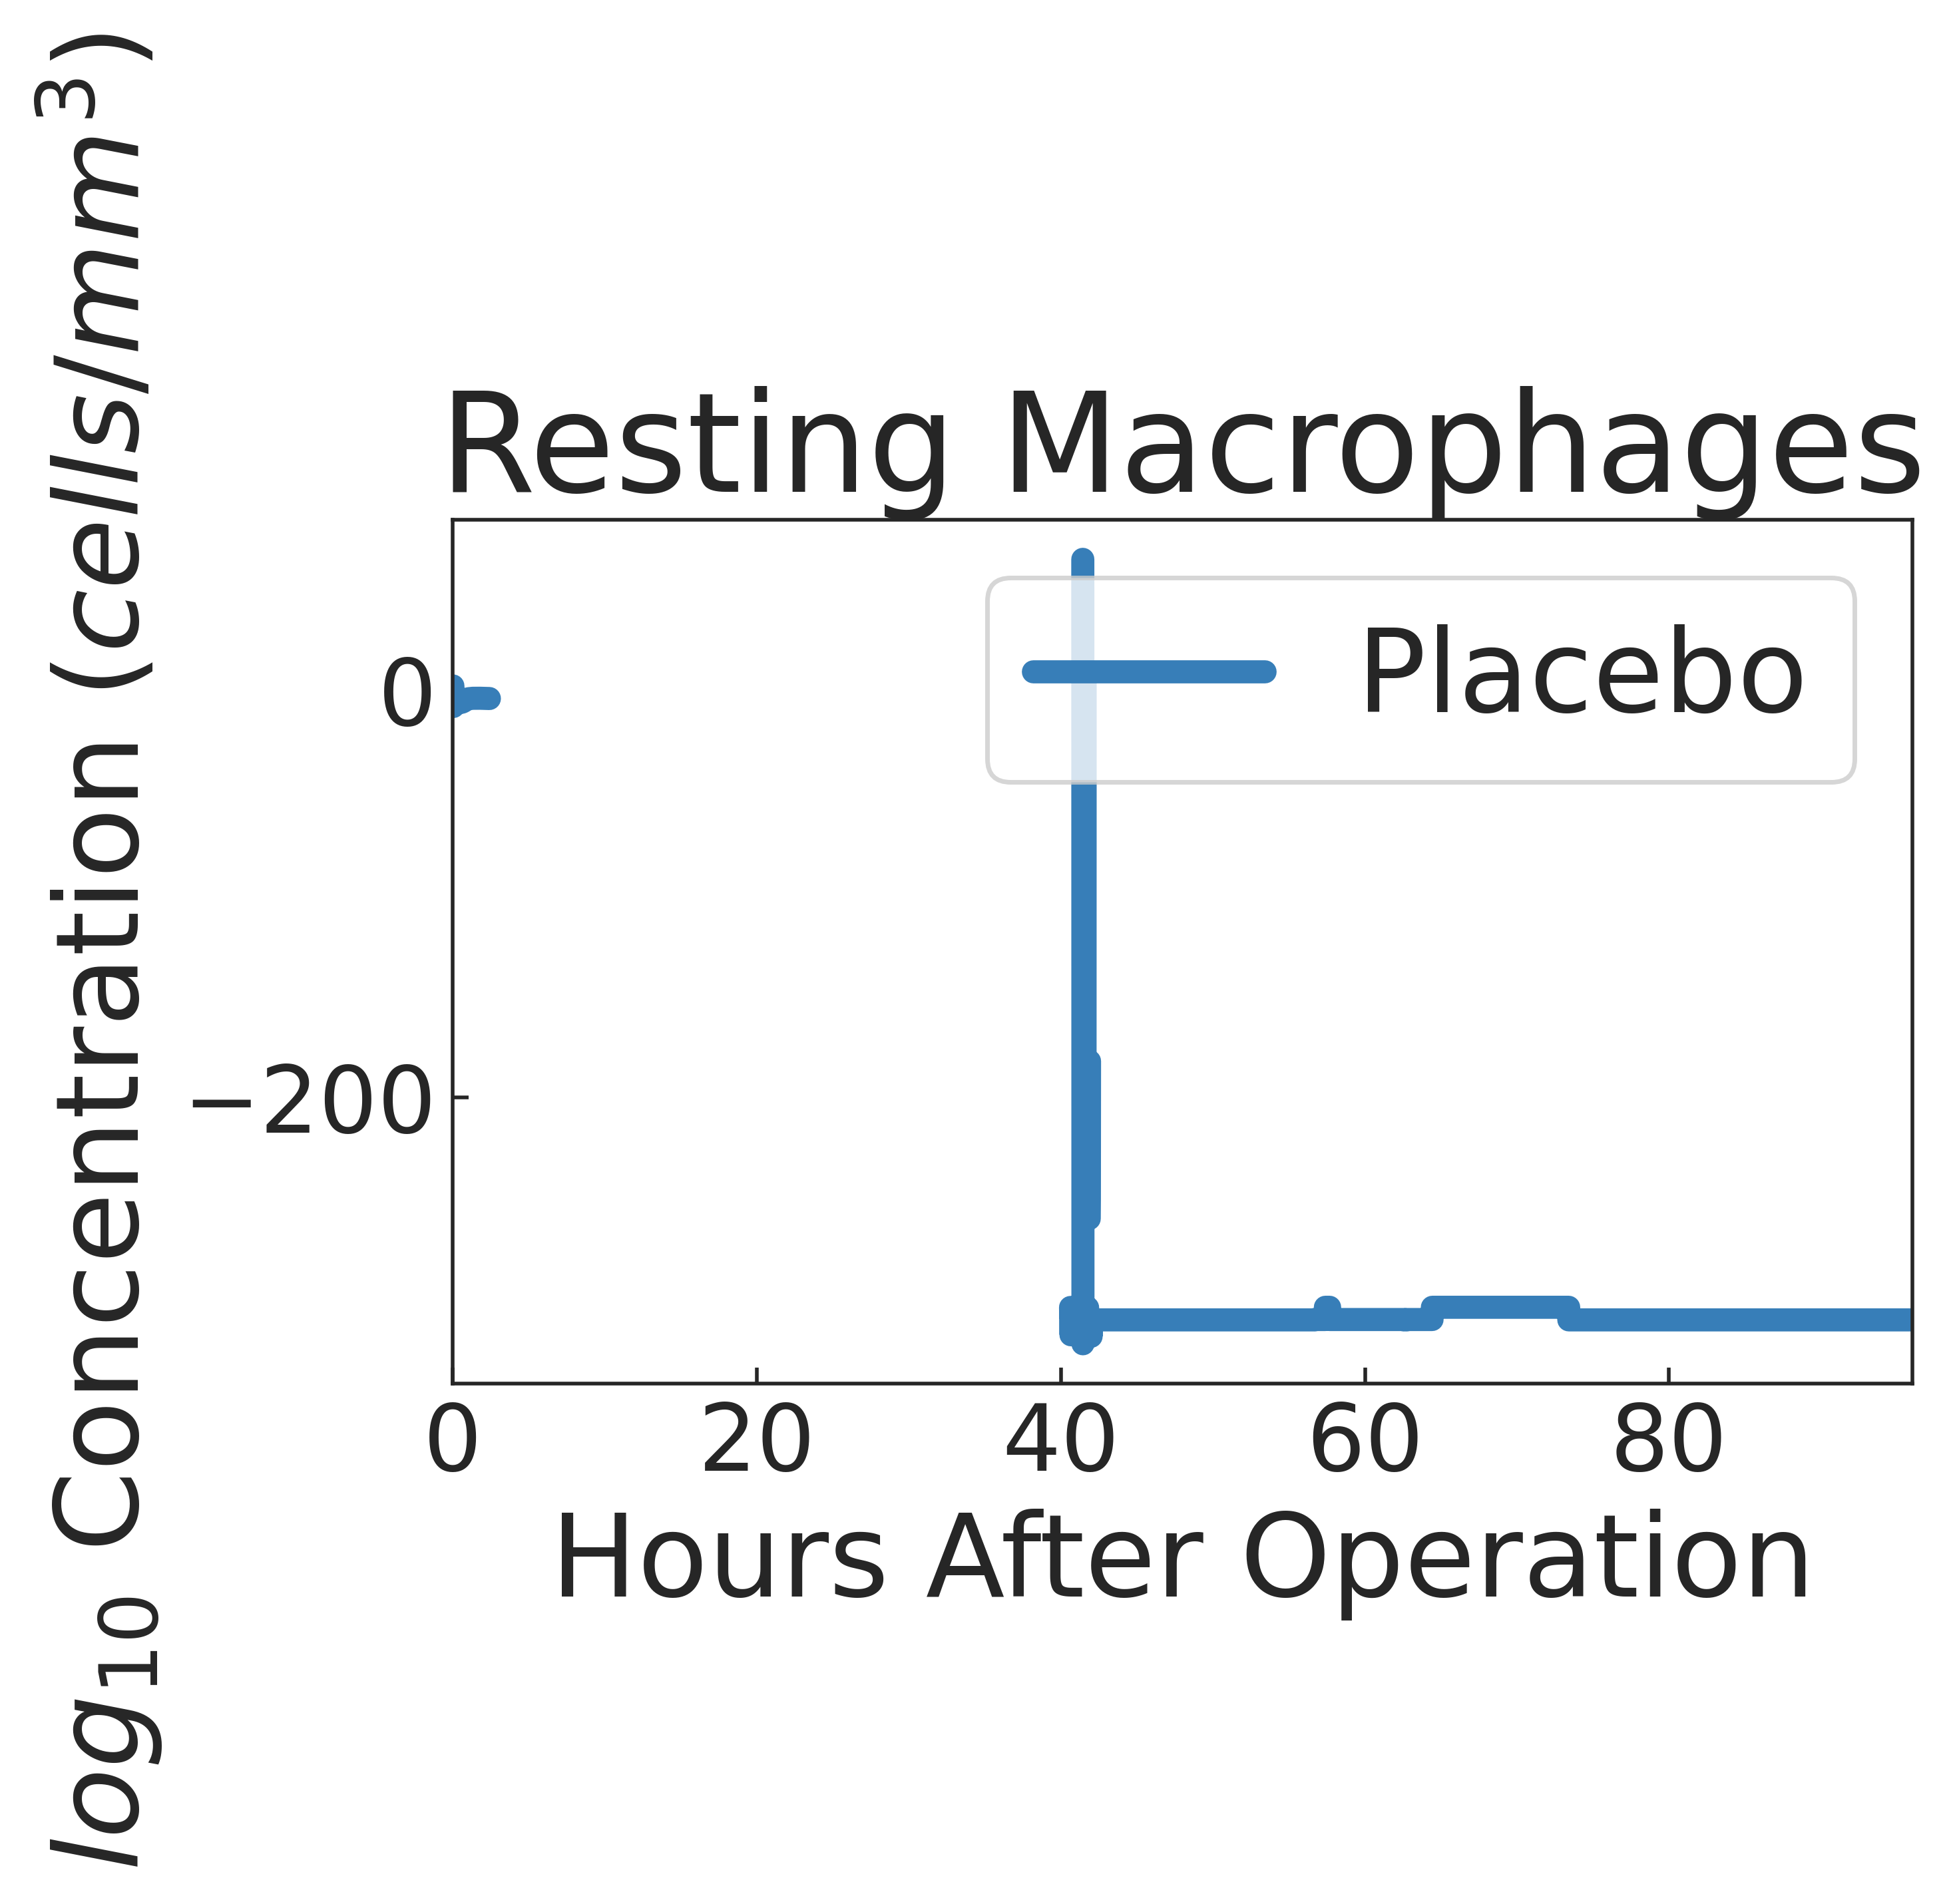 Resting Macrophages
log₁₀ Concentration (cells/mm³)
Placebo
0
−200
0 20 40 60 80
Hours After Operation